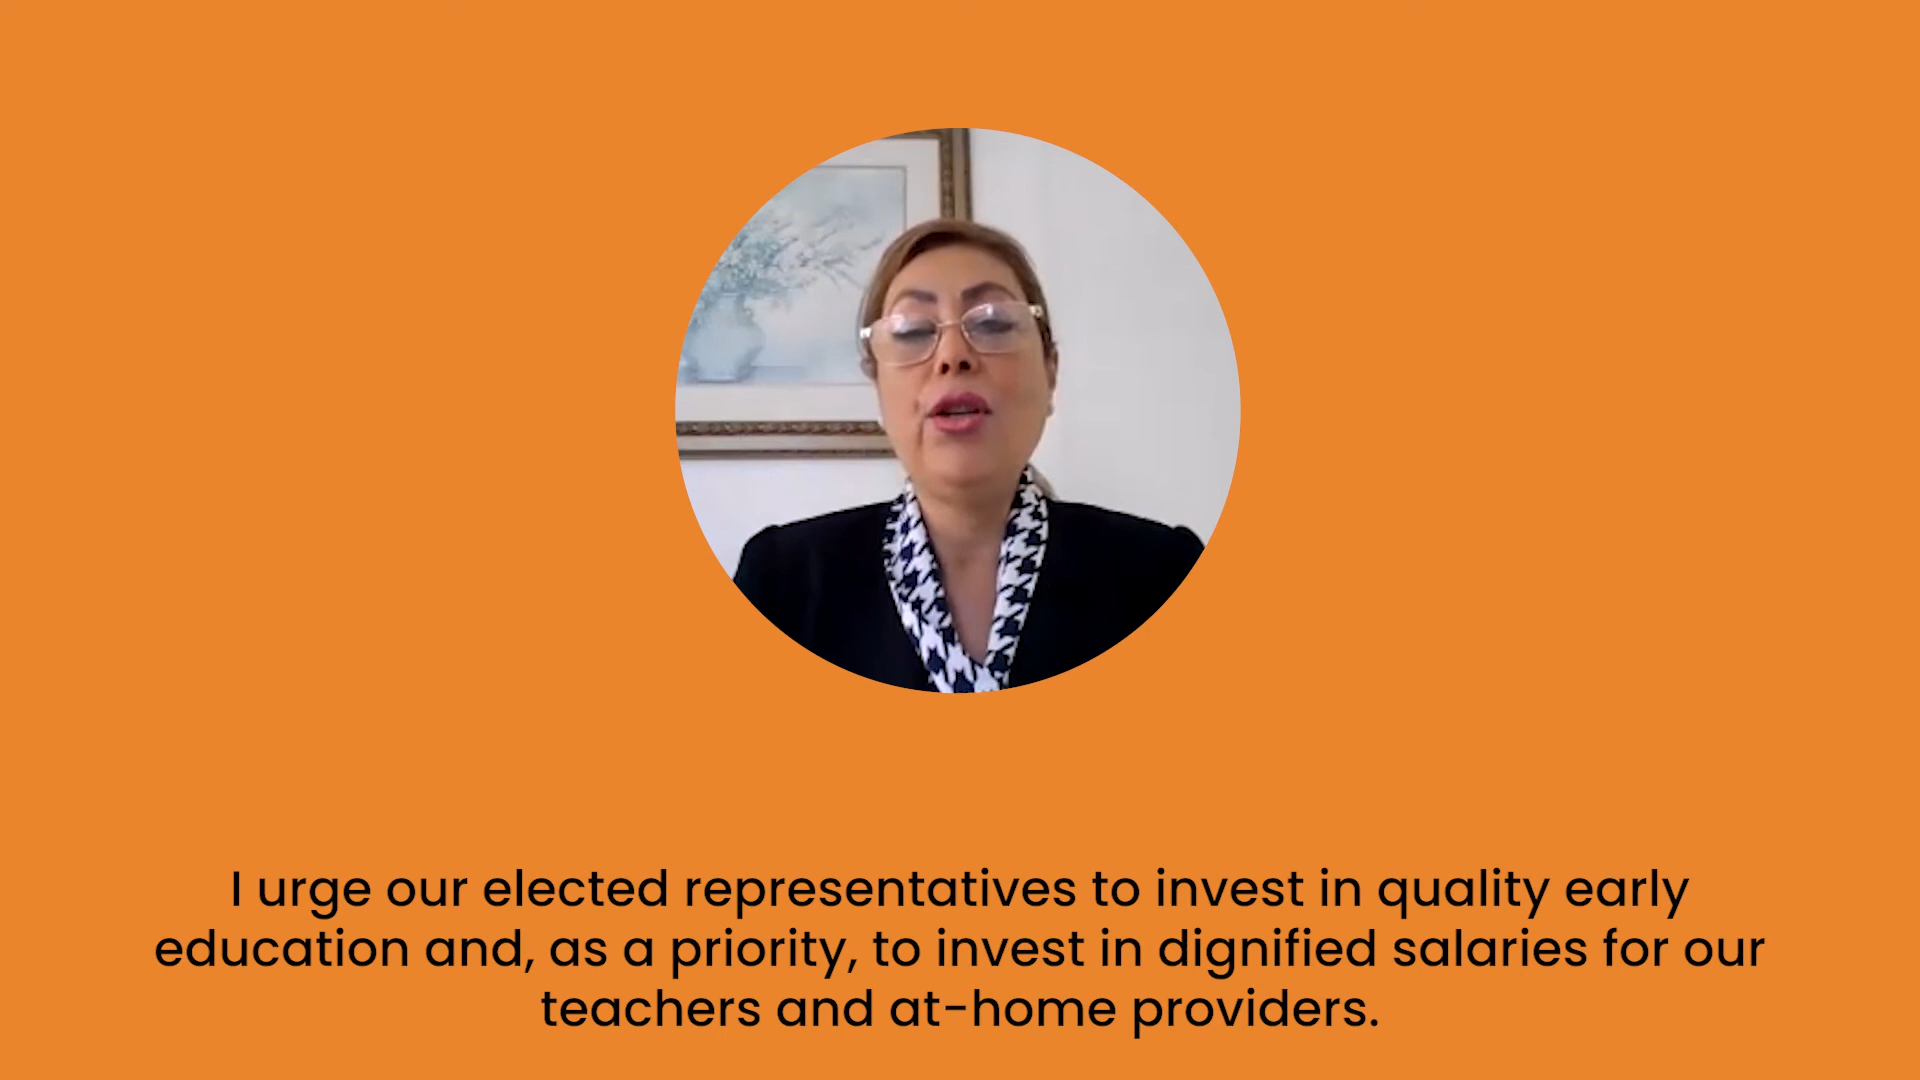 I urge our elected representatives to invest in quality early
education and, as a priority, to invest in dignified salaries for our
teachers and at-home providers.